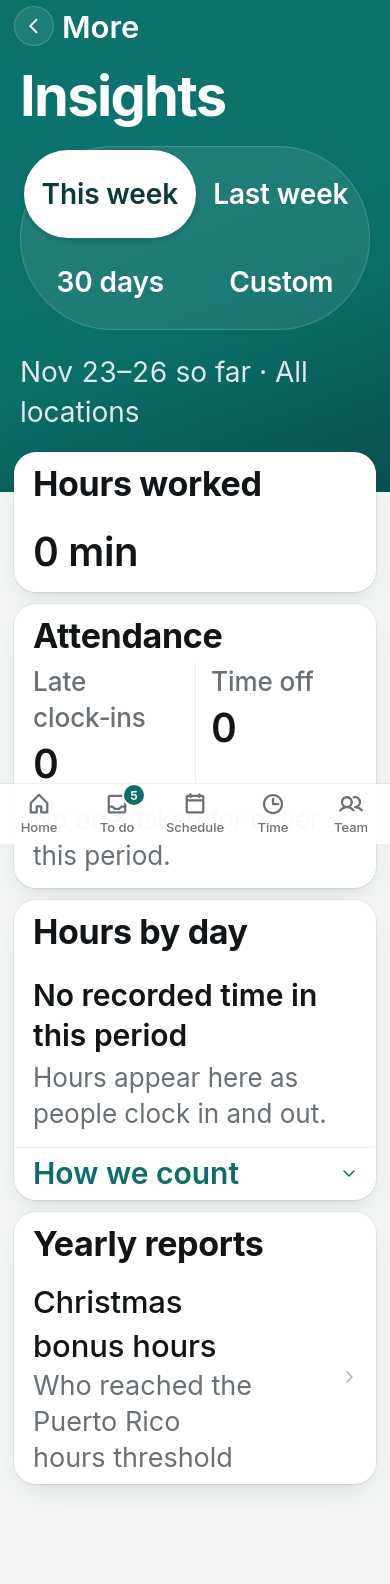 More
Insights
This week
Last week
30 days
Custom
Nov 23–26 so far · All
locations
Hours worked
0 min
Attendance
Late
clock-ins
0
Time off
0
Home
5
To do
Schedule
Time
Team
this period.
Hours by day
No recorded time in
this period
Hours appear here as
people clock in and out.
How we count
Yearly reports
Christmas
bonus hours
Who reached the
Puerto Rico
hours threshold